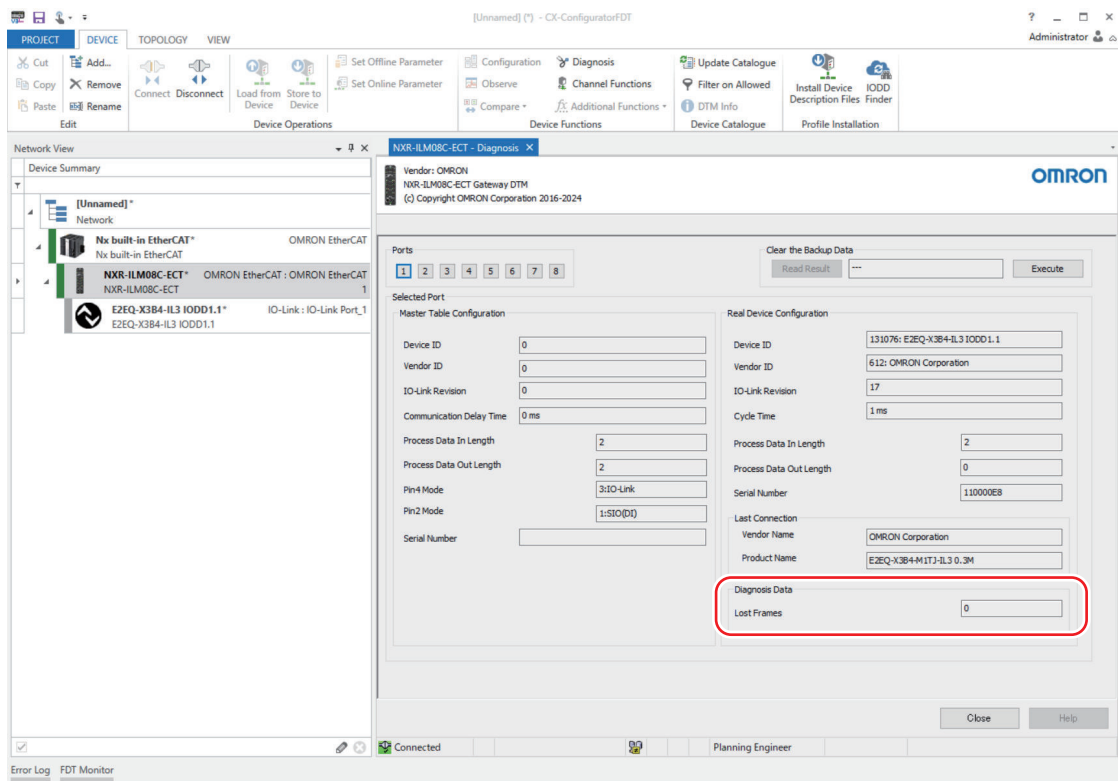 [Unnamed] (*) - CX-ConfiguratorFDT
PROJECT DEVICE TOPOLOGY VIEW
Administrator
Cut
Copy
Paste
Add...
Remove
Rename
Edit
Connect Disconnect
Load from Device
Store to Device
Set Offline Parameter
Set Online Parameter
Device Operations
Configuration
Observe
Compare
Diagnosis
Channel Functions
Additional Functions
Device Functions
Update Catalogue
Filter on Allowed
DTM Info
Device Catalogue
Install Device Description Files
IODD Finder
Profile Installation
Network View
Device Summary
[Unnamed]*
Network
Nx built-in EtherCAT* OMRON EtherCAT
Nx built-in EtherCAT
NXR-ILM08C-ECT* OMRON EtherCAT : OMRON EtherCAT
NXR-ILM08C-ECT 1
E2EQ-X3B4-IL3 IODD1.1* IO-Link : IO-Link Port_1
E2EQ-X3B4-IL3 IODD1.1
NXR-ILM08C-ECT - Diagnosis
Vendor: OMRON
NXR-ILM08C-ECT Gateway DTM
(c) Copyright OMRON Corporation 2016-2024
OMRON
Ports
1 2 3 4 5 6 7 8
Clear the Backup Data
Read Result --- Execute
Selected Port
Master Table Configuration
Device ID 0
Vendor ID 0
IO-Link Revision 0
Communication Delay Time 0 ms
Process Data In Length 2
Process Data Out Length 2
Pin4 Mode 3:IO-Link
Pin2 Mode 1:SIO(DI)
Serial Number
Real Device Configuration
Device ID 131076: E2EQ-X3B4-IL3 IODD1.1
Vendor ID 612: OMRON Corporation
IO-Link Revision 17
Cycle Time 1 ms
Process Data In Length 2
Process Data Out Length 0
Serial Number 110000E8
Last Connection
Vendor Name OMRON Corporation
Product Name E2EQ-X3B4-M1TJ-IL3 0.3M
Diagnosis Data
Lost Frames 0
Close Help
Connected
Planning Engineer
Error Log FDT Monitor